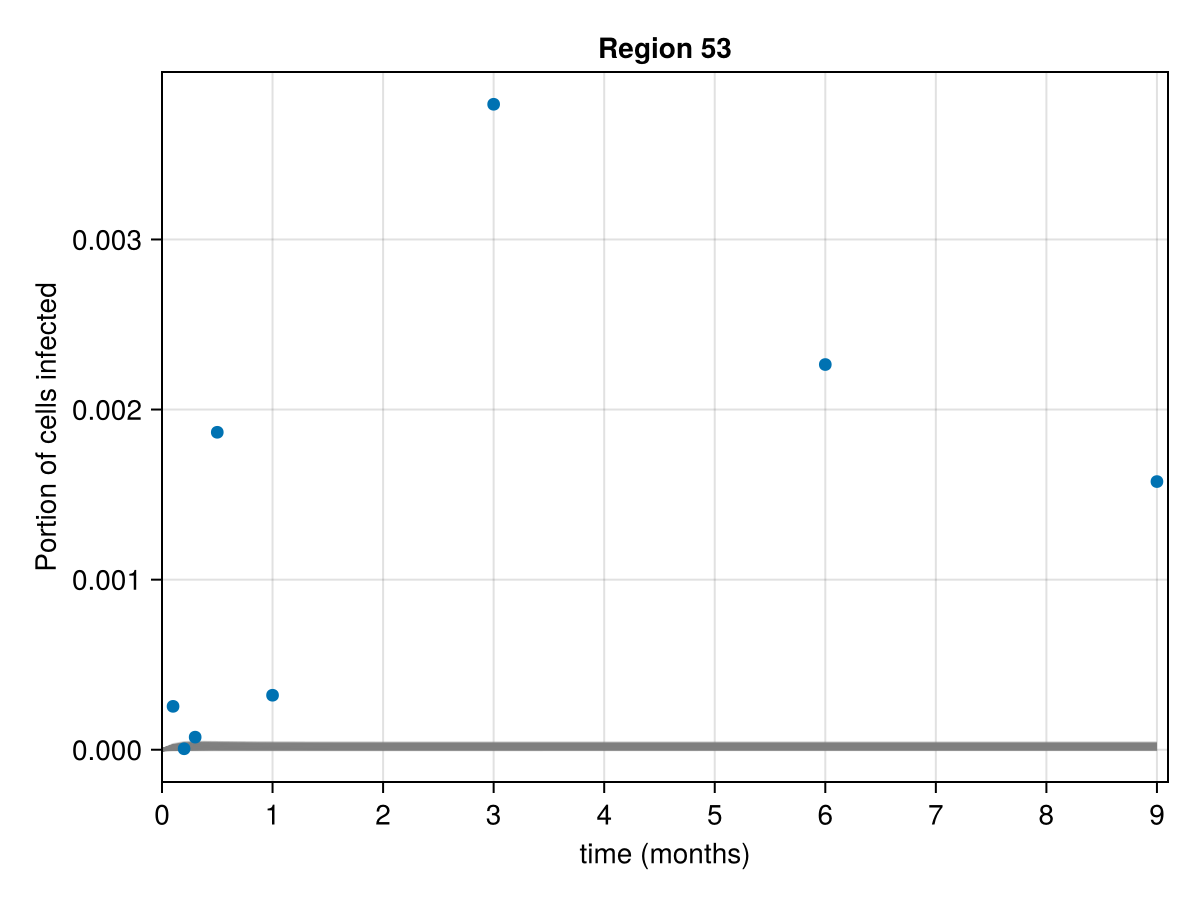 Region 53
Portion of cells infected
0.003
0.002
0.001
0.000
0 1 2 3 4 5 6 7 8 9
time (months)